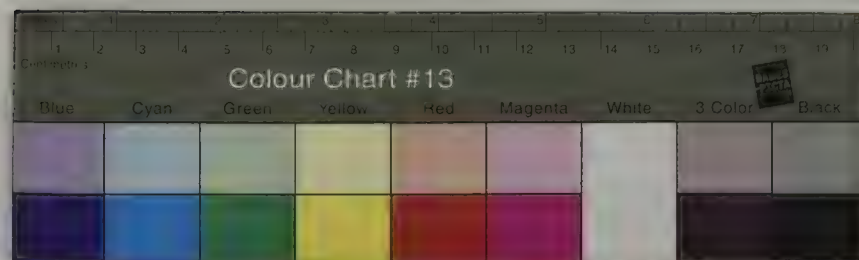 1 2 3 4 5 6 7
1 2 3 4 5 6 7 8 9 10 11 12 13 14 15 16 17 18 19
Centimetres
Colour Chart #13
Blue Cyan Green Yellow Red Magenta White 3 Color Black